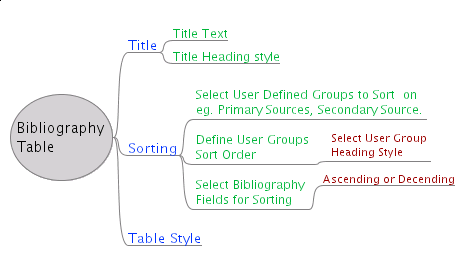 Bibliography
Table
Title
Title Text
Title Heading style
Sorting
Select User Defined Groups to Sort on
eg. Primary Sources, Secondary Source.
Define User Groups
Sort Order
Select User Group
Heading Style
Select Bibliography
Fields for Sorting
Ascending or Decending
Table Style